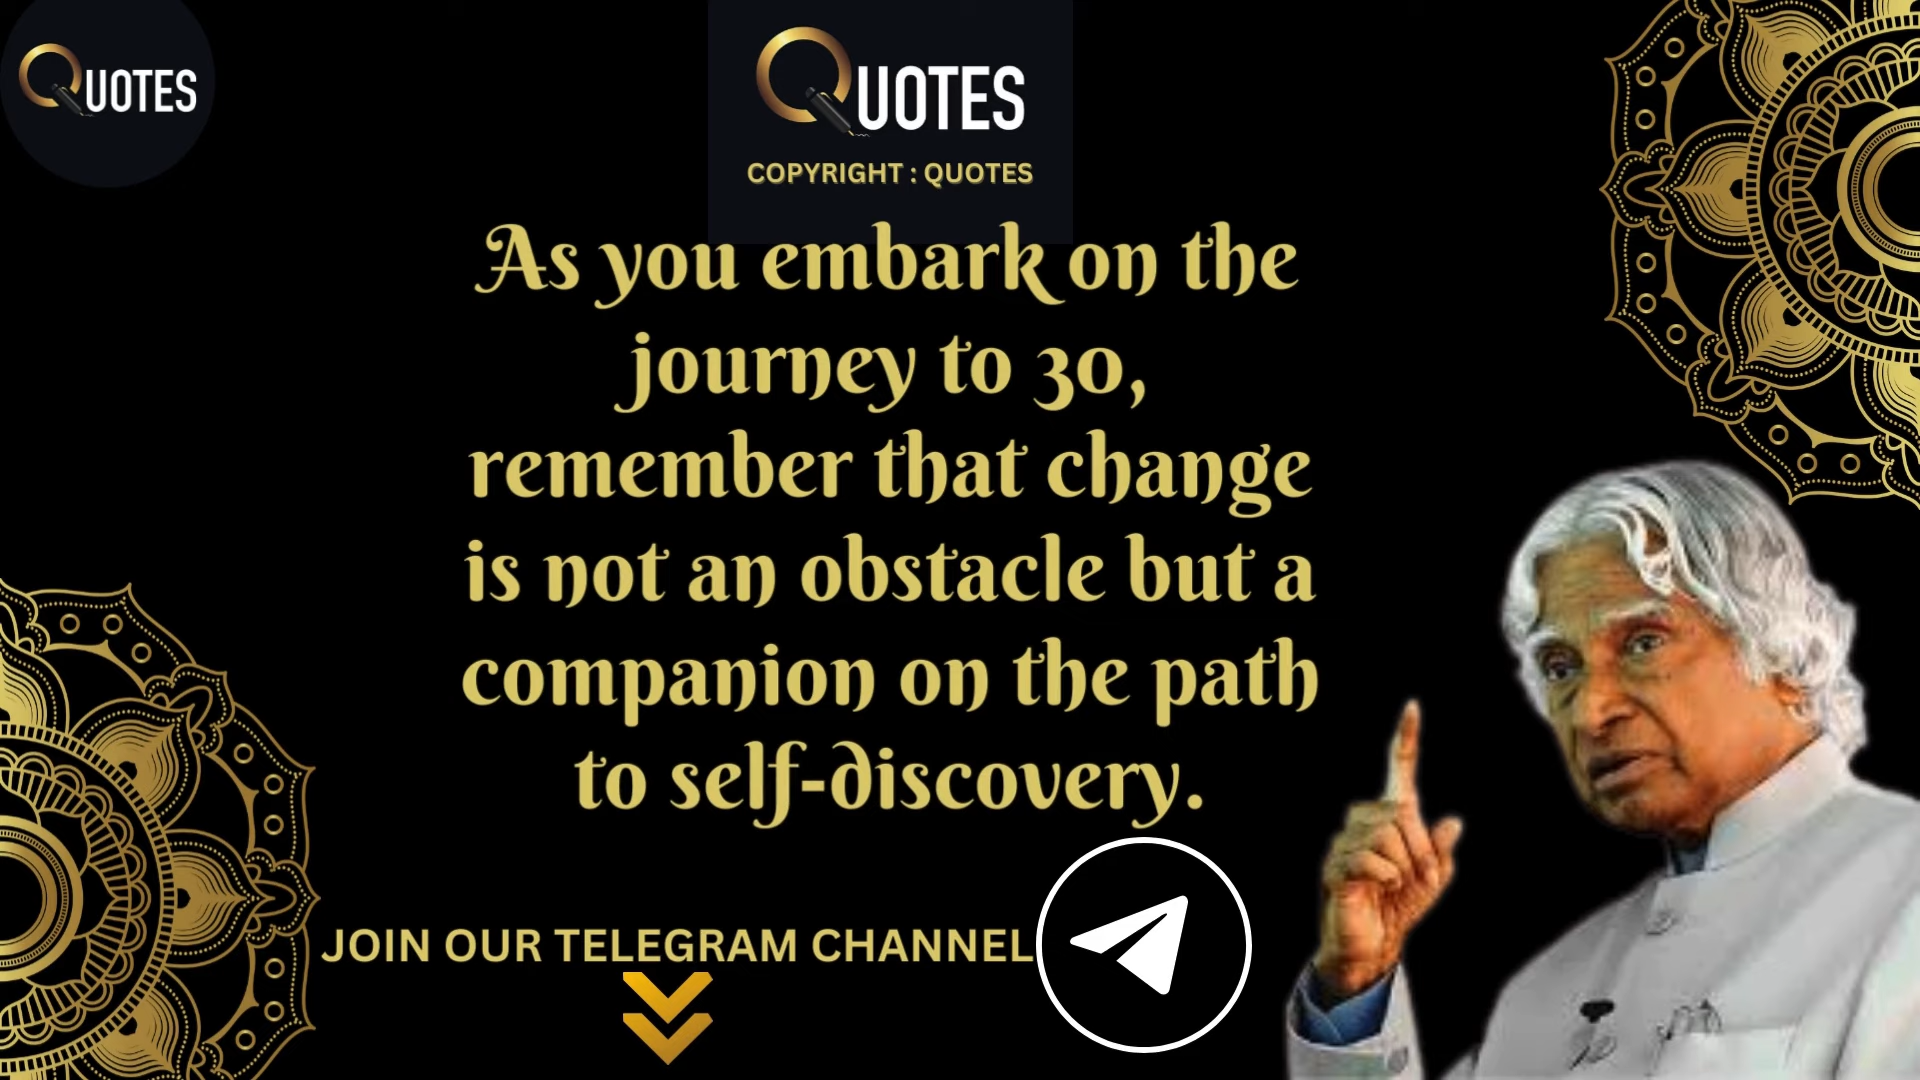 QUOTES
QUOTES
COPYRIGHT : QUOTES
As you embark on the
journey to 30,
remember that change
is not an obstacle but a
companion on the path
to self-discovery.
JOIN OUR TELEGRAM CHANNEL